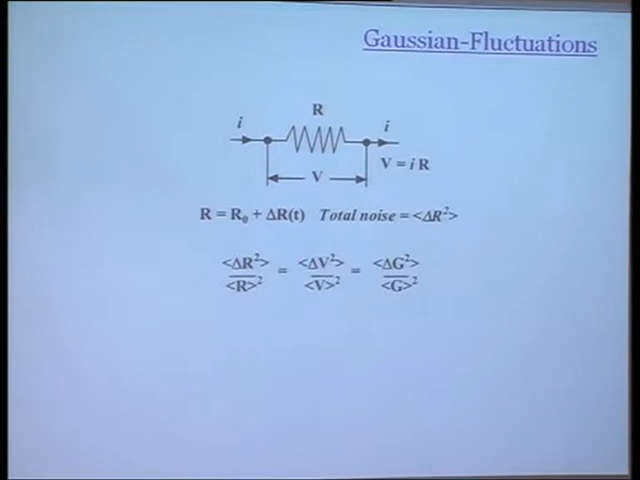 Gaussian-Fluctuations
R
i i
V = i R
V
R = R₀ + ΔR(t) Total noise = <ΔR²>
<ΔR²> / <R>² = <ΔV²> / <V>² = <ΔG²> / <G>²